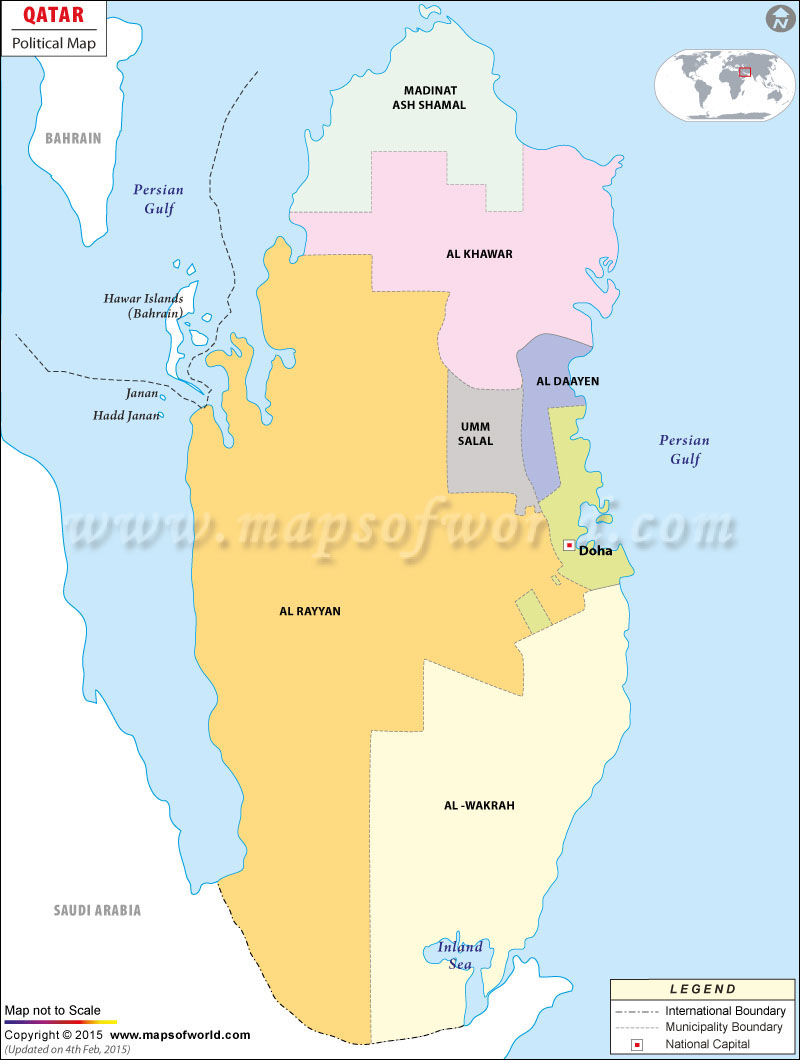 QATAR
Political Map
N
MADINAT
ASH SHAMAL
BAHRAIN
Persian
Gulf
AL KHAWAR
Hawar Islands
(Bahrain)
AL DAAYEN
Janan
Hadd Janan
UMM
SALAL
Persian
Gulf
www.mapsofworld.com
Doha
AL RAYYAN
AL -WAKRAH
SAUDI ARABIA
Inland
Sea
LEGEND
International Boundary
Municipality Boundary
National Capital
Map not to Scale
Copyright © 2015 www.mapsofworld.com
(Updated on 4th Feb, 2015)